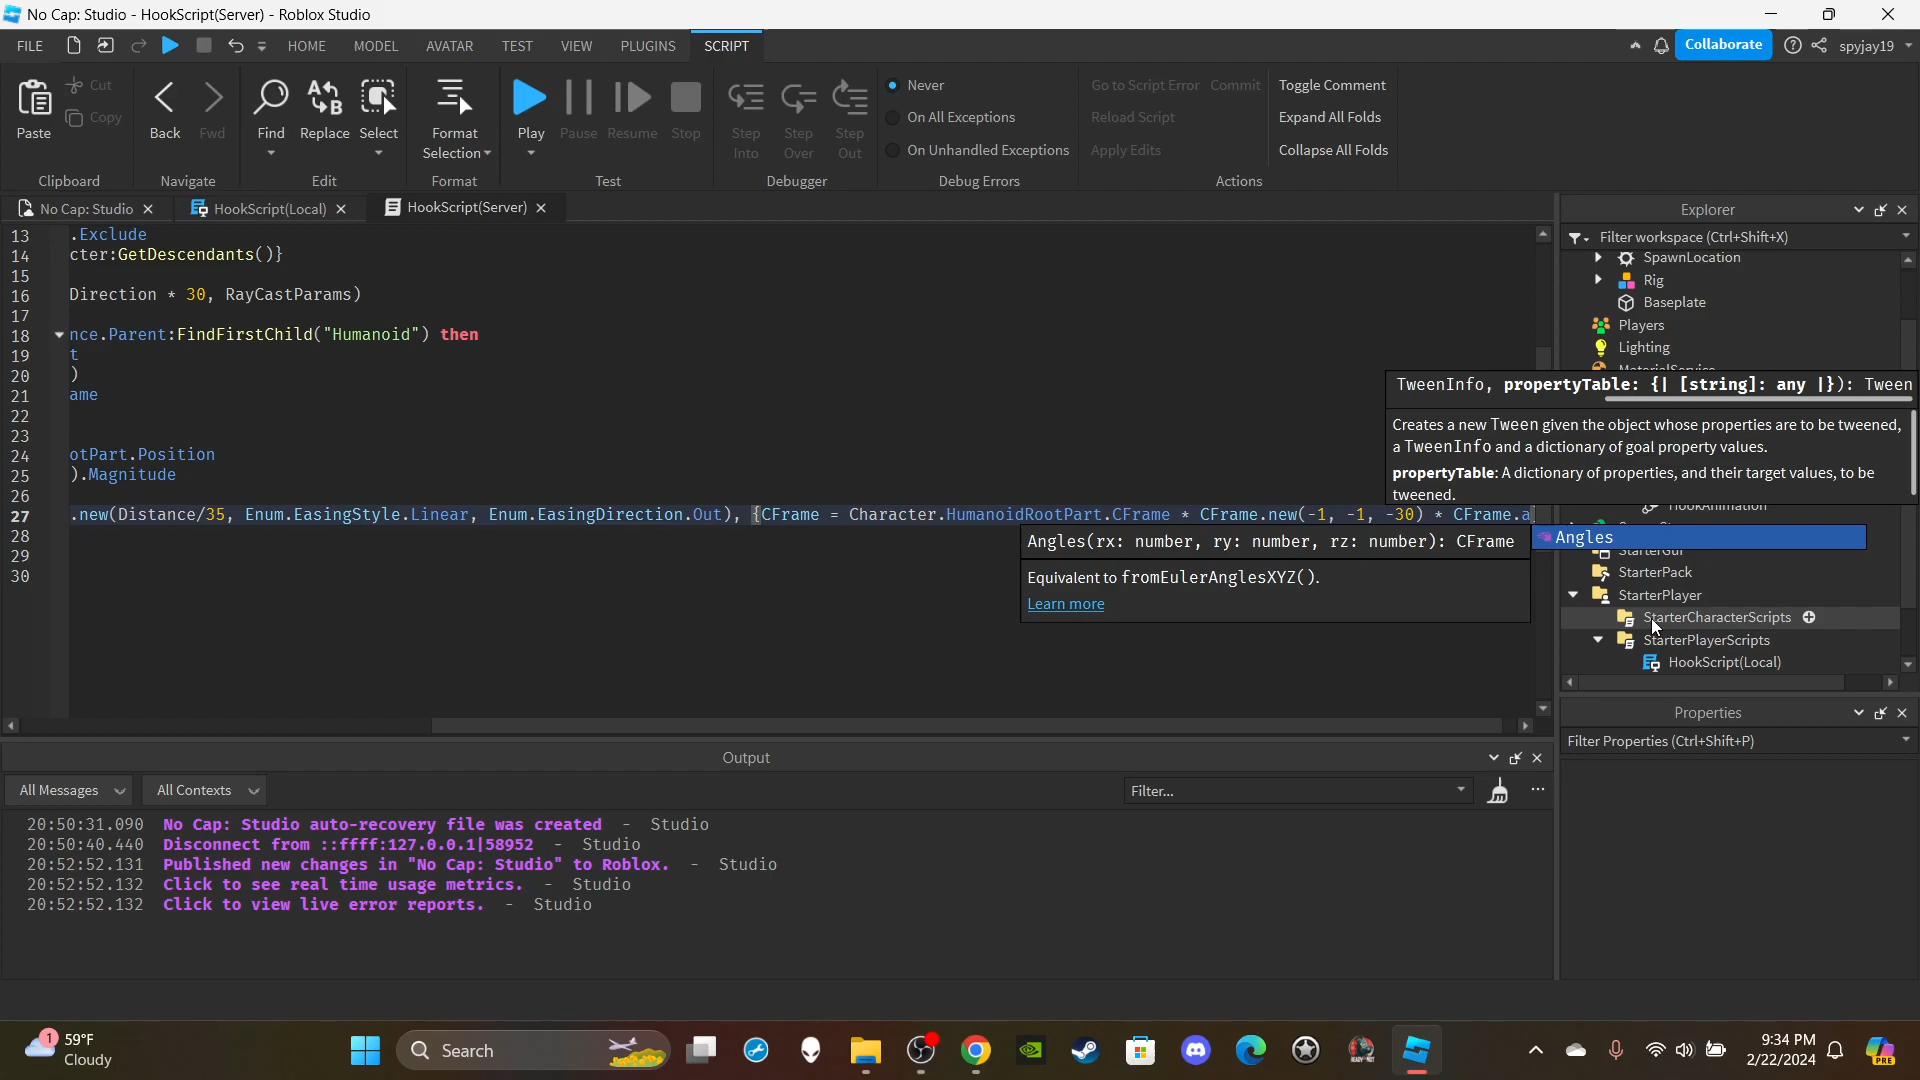 No Cap: Studio - HookScript(Server) - Roblox Studio
FILE HOME MODEL AVATAR TEST VIEW PLUGINS SCRIPT Collaborate spyjay19
Paste Cut Copy Back Fwd Find Replace Select Format Selection Play Pause Resume Stop Step Into Step Over Step Out
Never
On All Exceptions
On Unhandled Exceptions
Go to Script Error Commit
Reload Script
Apply Edits
Toggle Comment
Expand All Folds
Collapse All Folds
Clipboard Navigate Edit Format Test Debugger Debug Errors Actions
No Cap: Studio HookScript(Local) HookScript(Server)
13 .Exclude
14 cter:GetDescendants()}
15
16 Direction * 30, RayCastParams)
17
18 nce.Parent:FindFirstChild("Humanoid") then
19 t
20 )
21 ame
22
23
24 otPart.Position
25 ).Magnitude
26
27 .new(Distance/35, Enum.EasingStyle.Linear, Enum.EasingDirection.Out), {CFrame = Character.HumanoidRootPart.CFrame * CFrame.new(-1, -1, -30) * CFrame.a
28
29
30
TweenInfo, propertyTable: {| [string]: any |}): Tween
Creates a new Tween given the object whose properties are to be tweened,
a TweenInfo and a dictionary of goal property values.
propertyTable: A dictionary of properties, and their target values, to be
tweened.
Angles(rx: number, ry: number, rz: number): CFrame
Equivalent to fromEulerAnglesXYZ().
Learn more
Angles
Explorer
Filter workspace (Ctrl+Shift+X)
SpawnLocation
Rig
Baseplate
Players
Lighting
MaterialService
HookAnimation
StarterGui
StarterPack
StarterPlayer
StarterCharacterScripts
StarterPlayerScripts
HookScript(Local)
Properties
Filter Properties (Ctrl+Shift+P)
Output
All Messages All Contexts Filter...
20:50:31.090 No Cap: Studio auto-recovery file was created - Studio
20:50:40.440 Disconnect from ::ffff:127.0.0.1|58952 - Studio
20:52:52.131 Published new changes in "No Cap: Studio" to Roblox. - Studio
20:52:52.132 Click to see real time usage metrics. - Studio
20:52:52.132 Click to view live error reports. - Studio
1 59°F
Cloudy
Search
9:34 PM
2/22/2024
PRE